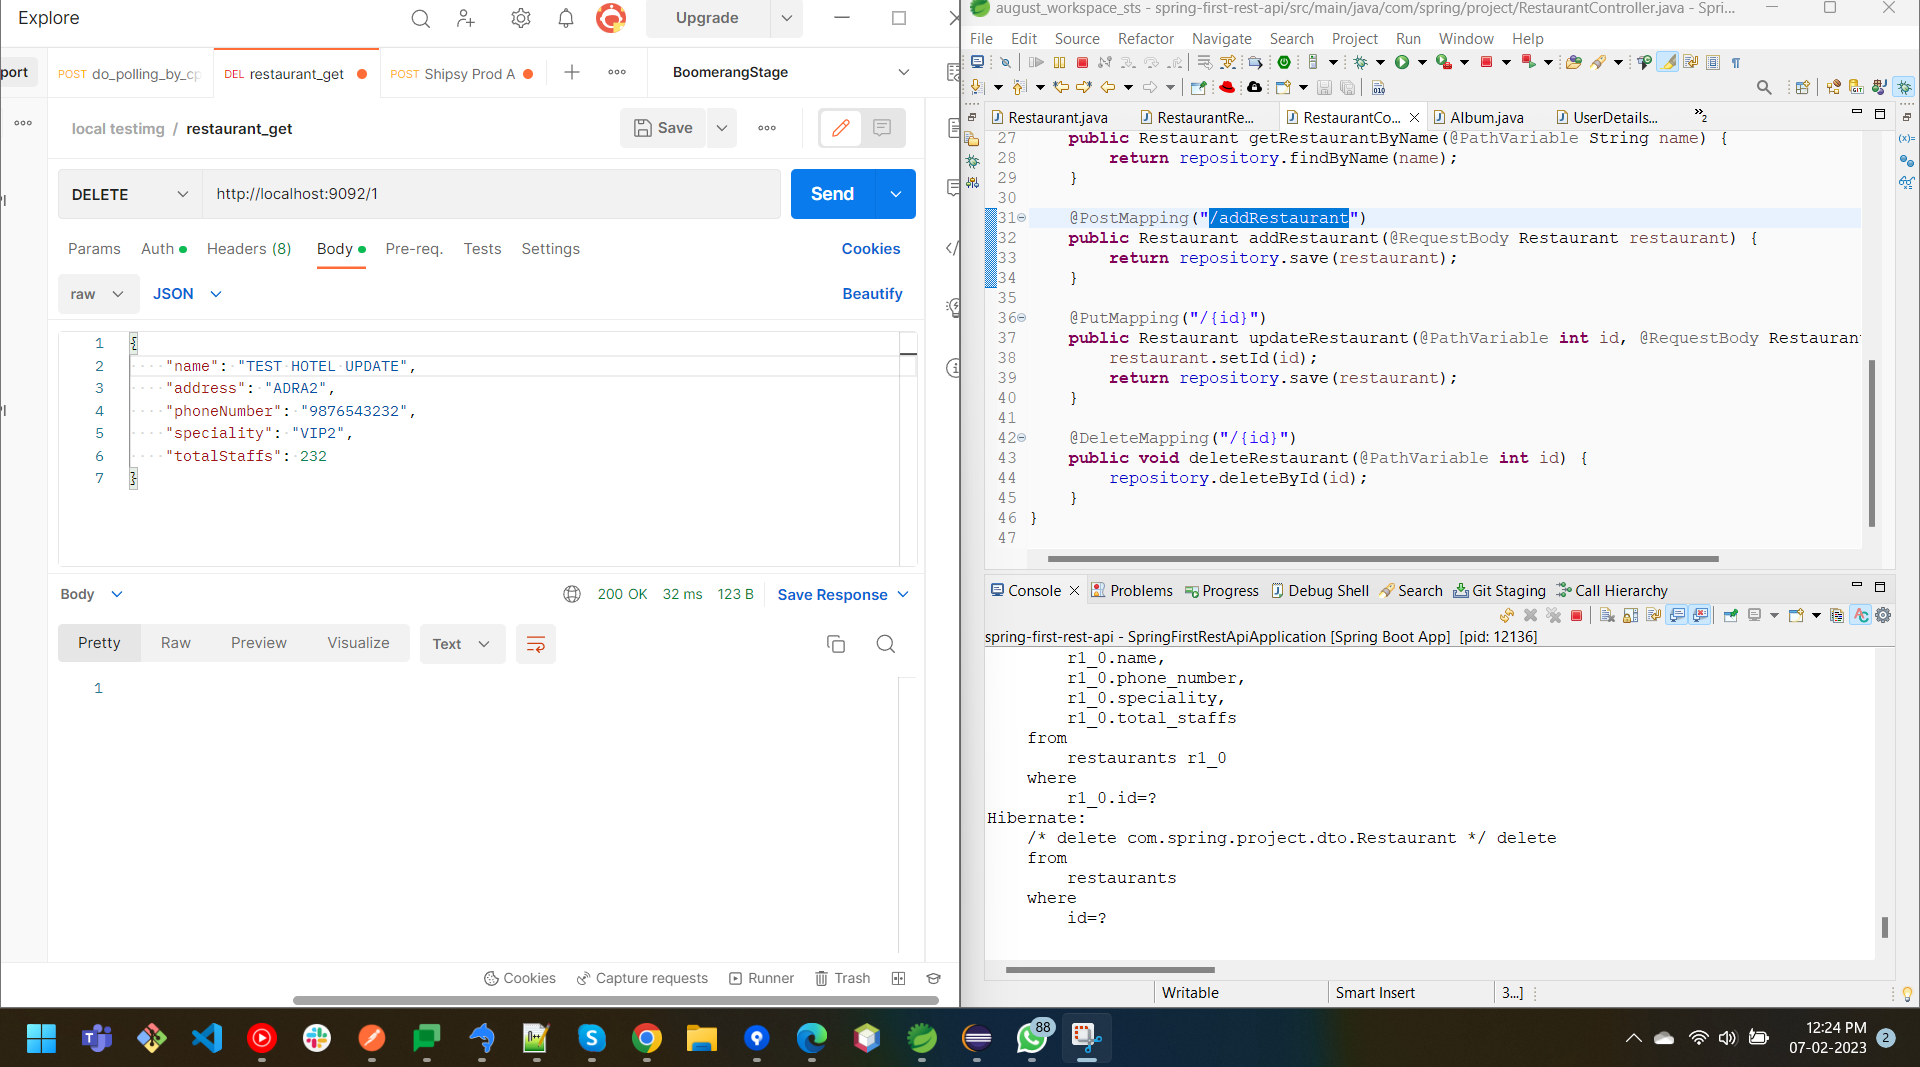 Explore
Upgrade
port
POST do_polling_by_cp
DEL restaurant_get
POST Shipsy Prod A
BoomerangStage
local testimg / restaurant_get
Save
DELETE
http://localhost:9092/1
Send
Params Auth Headers (8) Body Pre-req. Tests Settings
Cookies
raw
JSON
Beautify
1 {
2 "name": "TEST HOTEL UPDATE",
3 "address": "ADRA2",
4 "phoneNumber": "9876543232",
5 "speciality": "VIP2",
6 "totalStaffs": 232
7 }
Body
200 OK 32 ms 123 B
Save Response
Pretty Raw Preview Visualize
Text
1
Cookies Capture requests Runner Trash
august_workspace_sts - spring-first-rest-api/src/main/java/com/spring/project/RestaurantController.java - Spri...
File Edit Source Refactor Navigate Search Project Run Window Help
Restaurant.java RestaurantRe... RestaurantCo... Album.java UserDetails... »2
27 public Restaurant getRestaurantByName(@PathVariable String name) {
28 return repository.findByName(name);
29 }
30
31 @PostMapping("/addRestaurant")
32 public Restaurant addRestaurant(@RequestBody Restaurant restaurant) {
33 return repository.save(restaurant);
34 }
35
36 @PutMapping("/{id}")
37 public Restaurant updateRestaurant(@PathVariable int id, @RequestBody Restauran
38 restaurant.setId(id);
39 return repository.save(restaurant);
40 }
41
42 @DeleteMapping("/{id}")
43 public void deleteRestaurant(@PathVariable int id) {
44 repository.deleteById(id);
45 }
46 }
47
Console Problems Progress Debug Shell Search Git Staging Call Hierarchy
spring-first-rest-api - SpringFirstRestApiApplication [Spring Boot App] [pid: 12136]
r1_0.name,
r1_0.phone_number,
r1_0.speciality,
r1_0.total_staffs
from
restaurants r1_0
where
r1_0.id=?
Hibernate:
/* delete com.spring.project.dto.Restaurant */ delete
from
restaurants
where
id=?
Writable
Smart Insert
3...]
88
12:24 PM
07-02-2023
2